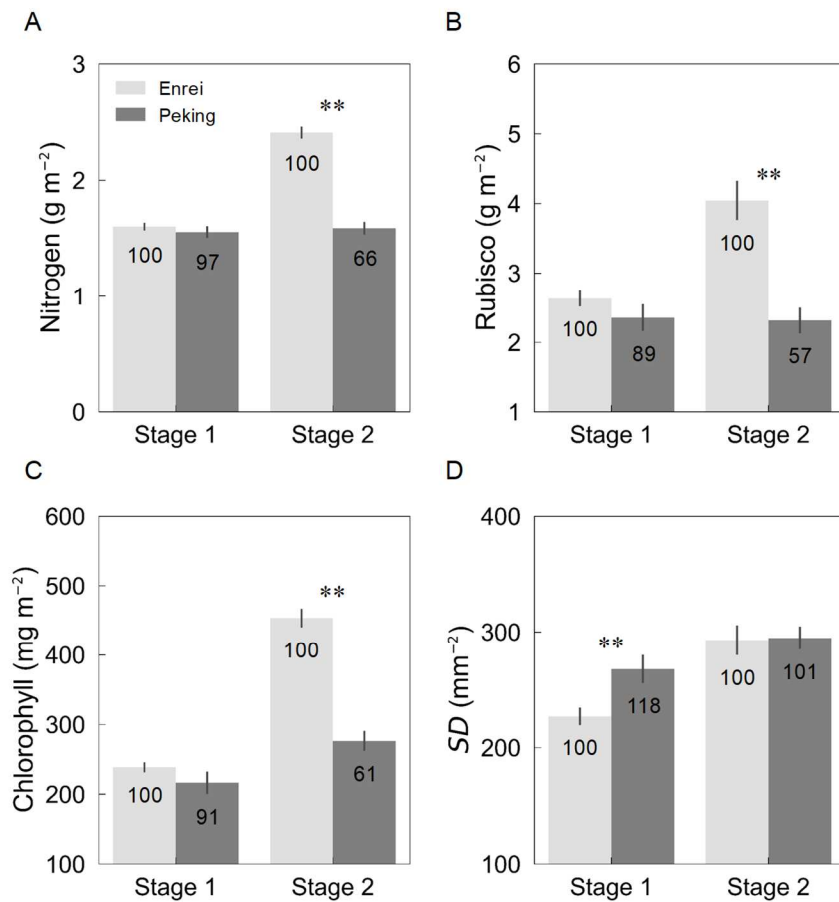 A
Nitrogen (g m⁻²)
3
2
1
0
Enrei
Peking
100
97
**
100
66
Stage 1
Stage 2
B
Rubisco (g m⁻²)
6
5
4
3
2
1
100
89
**
100
57
Stage 1
Stage 2
C
Chlorophyll (mg m⁻²)
600
500
400
300
200
100
100
91
**
100
61
Stage 1
Stage 2
D
SD (mm⁻²)
400
300
200
100
**
100
118
100
101
Stage 1
Stage 2